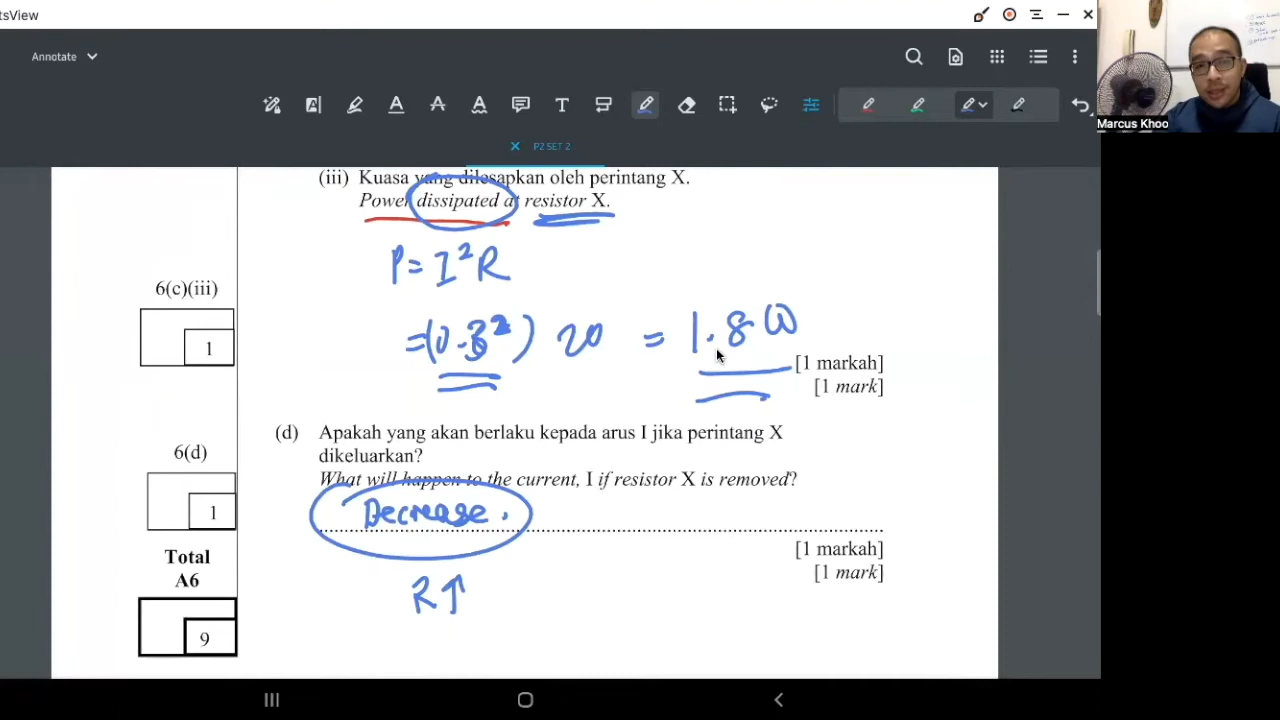 tsView
Annotate
Marcus Khoo
P2 SET 2
(iii) Kuasa yang dilesapkan oleh perintang X.
Power dissipated at resistor X.
P = I²R
6(c)(iii)
1
= (0.3²) 20 = 1.8 W
[1 markah]
[1 mark]
(d) Apakah yang akan berlaku kepada arus I jika perintang X
dikeluarkan?
6(d)
What will happen to the current, I if resistor X is removed?
1
Decrease.
[1 markah]
[1 mark]
Total
A6
R↑
9